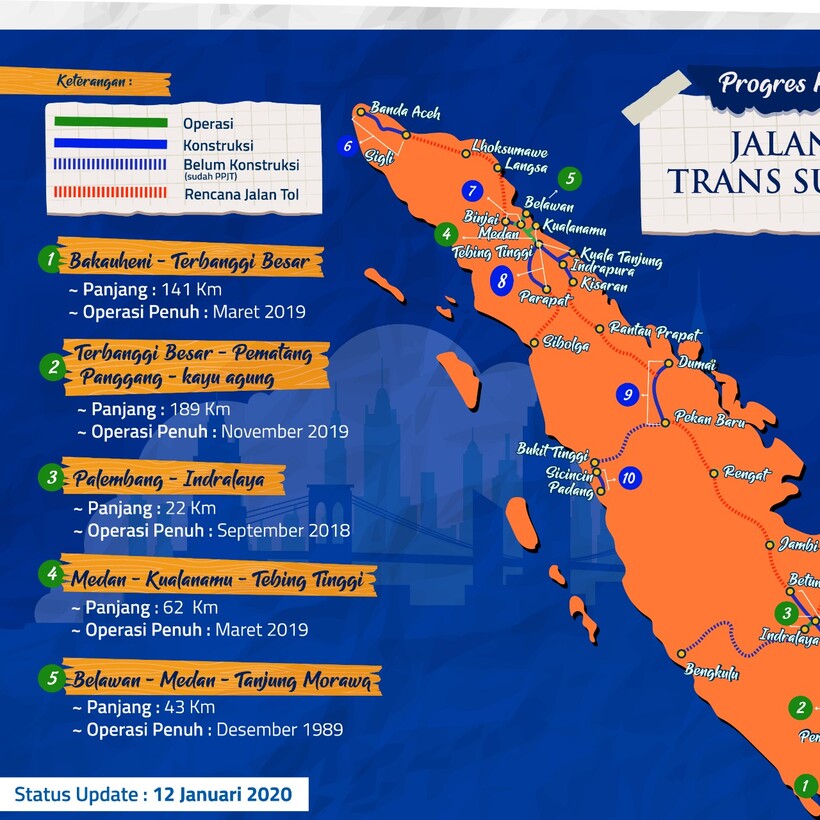 Keterangan :
Operasi
Konstruksi
Belum Konstruksi
(sudah PPJT)
Rencana Jalan Tol
1 Bakauheni - Terbanggi Besar
~ Panjang : 141 Km
~ Operasi Penuh : Maret 2019
2 Terbanggi Besar - Pematang
Panggang - kayu agung
~ Panjang : 189 Km
~ Operasi Penuh : November 2019
3 Palembang - Indralaya
~ Panjang : 22 Km
~ Operasi Penuh : September 2018
4 Medan - Kualanamu - Tebing Tinggi
~ Panjang : 62 Km
~ Operasi Penuh : Maret 2019
5 Belawan - Medan - Tanjung Morawa
~ Panjang : 43 Km
~ Operasi Penuh : Desember 1989
Status Update : 12 Januari 2020
Progres
JALAN
TRANS SU
Banda Aceh
6
Sigli
Lhoksumawe
Langsa
7
5
Belawan
Binjai
Kualanamu
4
Medan
Tebing Tinggi
Kuala Tanjung
Indrapura
8
Kisaran
Parapat
Rantau Prapat
Sibolga
Dumai
9
Pekan Baru
Bukit Tinggi
Sicincin
10
Padang
Rengat
Jambi
Betun
3
Indralaya
Bengkulu
2
Pem
1